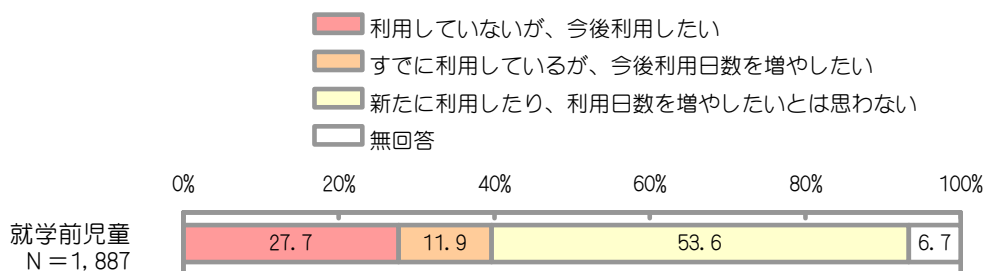 利用していないが、今後利用したい
すでに利用しているが、今後利用日数を増やしたい
新たに利用したり、利用日数を増やしたいとは思わない
無回答
0% 20% 40% 60% 80% 100%
就学前児童
N＝1,887
27.7 11.9 53.6 6.7